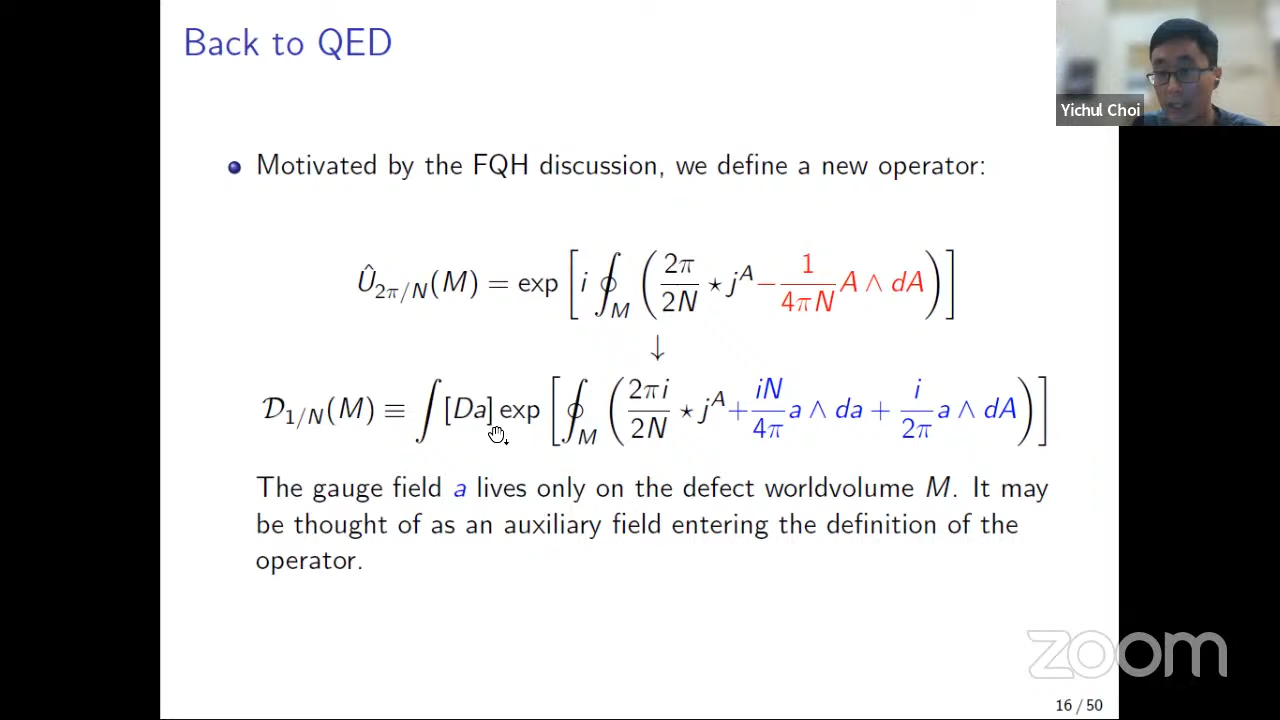 Back to QED
Yichul Choi
Motivated by the FQH discussion, we define a new operator:
Û_{2π/N}(M) = exp [ i ∮_M ( 2π/2N ⋆ j^A − 1/4πN A ∧ dA ) ]
↓
𝒟_{1/N}(M) ≡ ∫ [Da] exp [ ∮_M ( 2πi/2N ⋆ j^A + iN/4π a ∧ da + i/2π a ∧ dA ) ]
The gauge field a lives only on the defect worldvolume M. It may
be thought of as an auxiliary field entering the definition of the
operator.
zoom
16 / 50